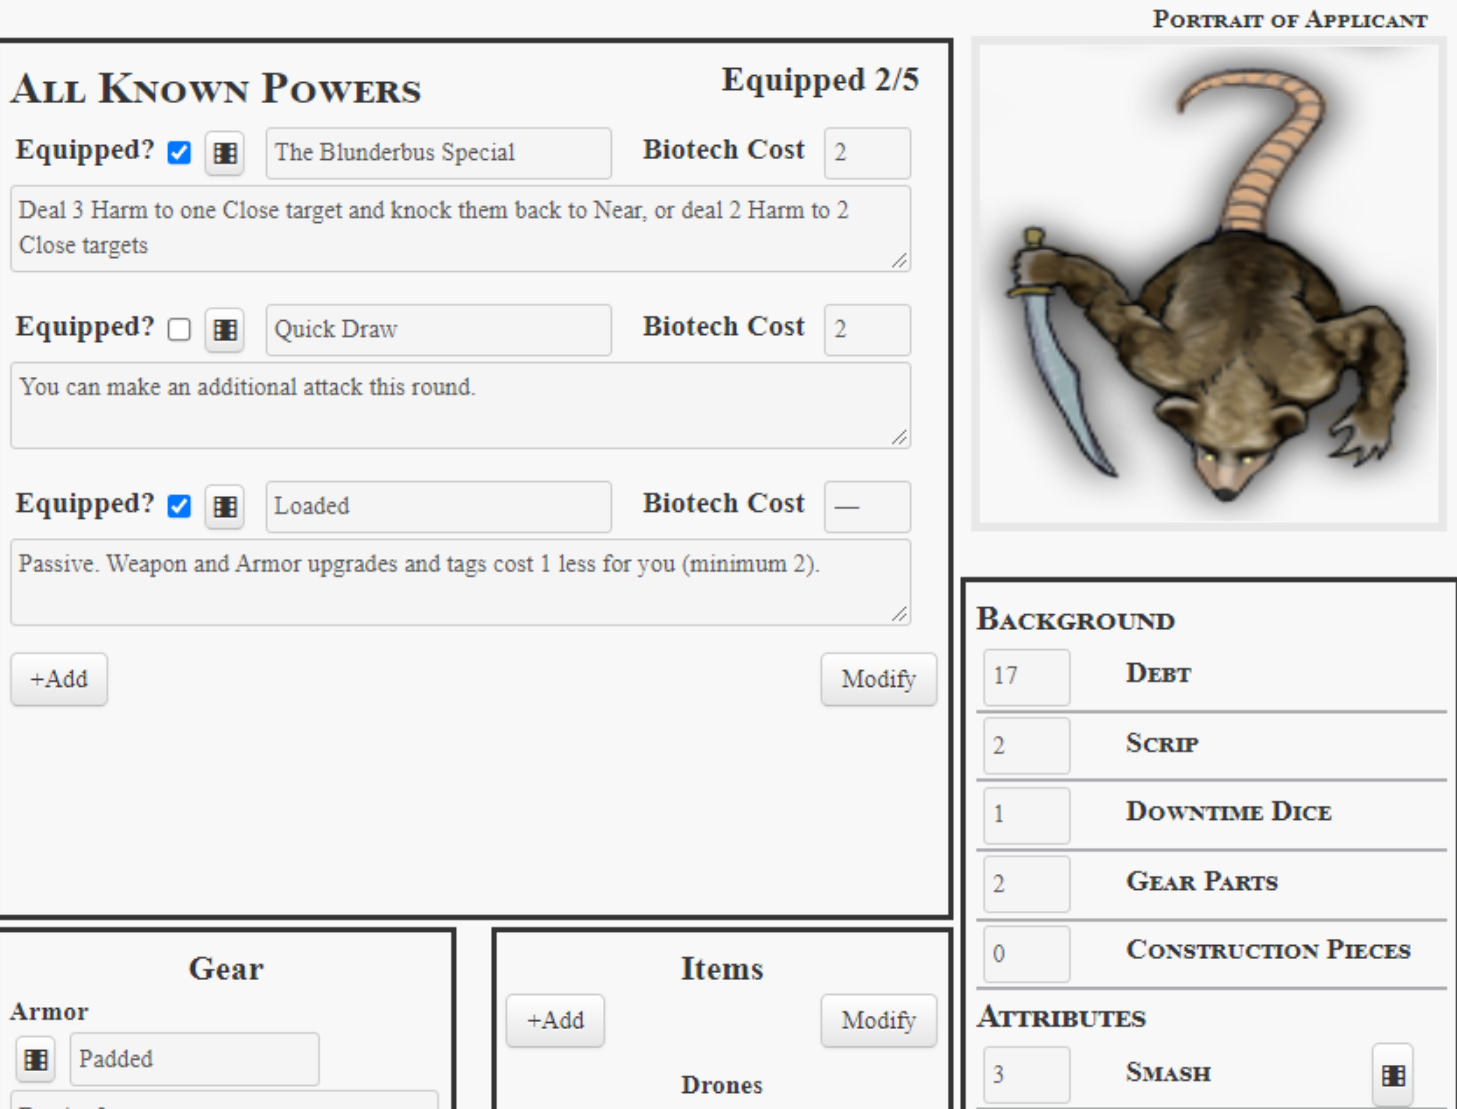 Portrait of Applicant
All Known Powers
Equipped 2/5
Equipped? The Blunderbus Special Biotech Cost 2
Deal 3 Harm to one Close target and knock them back to Near, or deal 2 Harm to 2
Close targets
Equipped? Quick Draw Biotech Cost 2
You can make an additional attack this round.
Equipped? Loaded Biotech Cost —
Passive. Weapon and Armor upgrades and tags cost 1 less for you (minimum 2).
+Add Modify
Background
17 Debt
2 Scrip
1 Downtime Dice
2 Gear Parts
0 Construction Pieces
Attributes
3 Smash
Gear
Armor
Padded
Items
+Add Modify
Drones